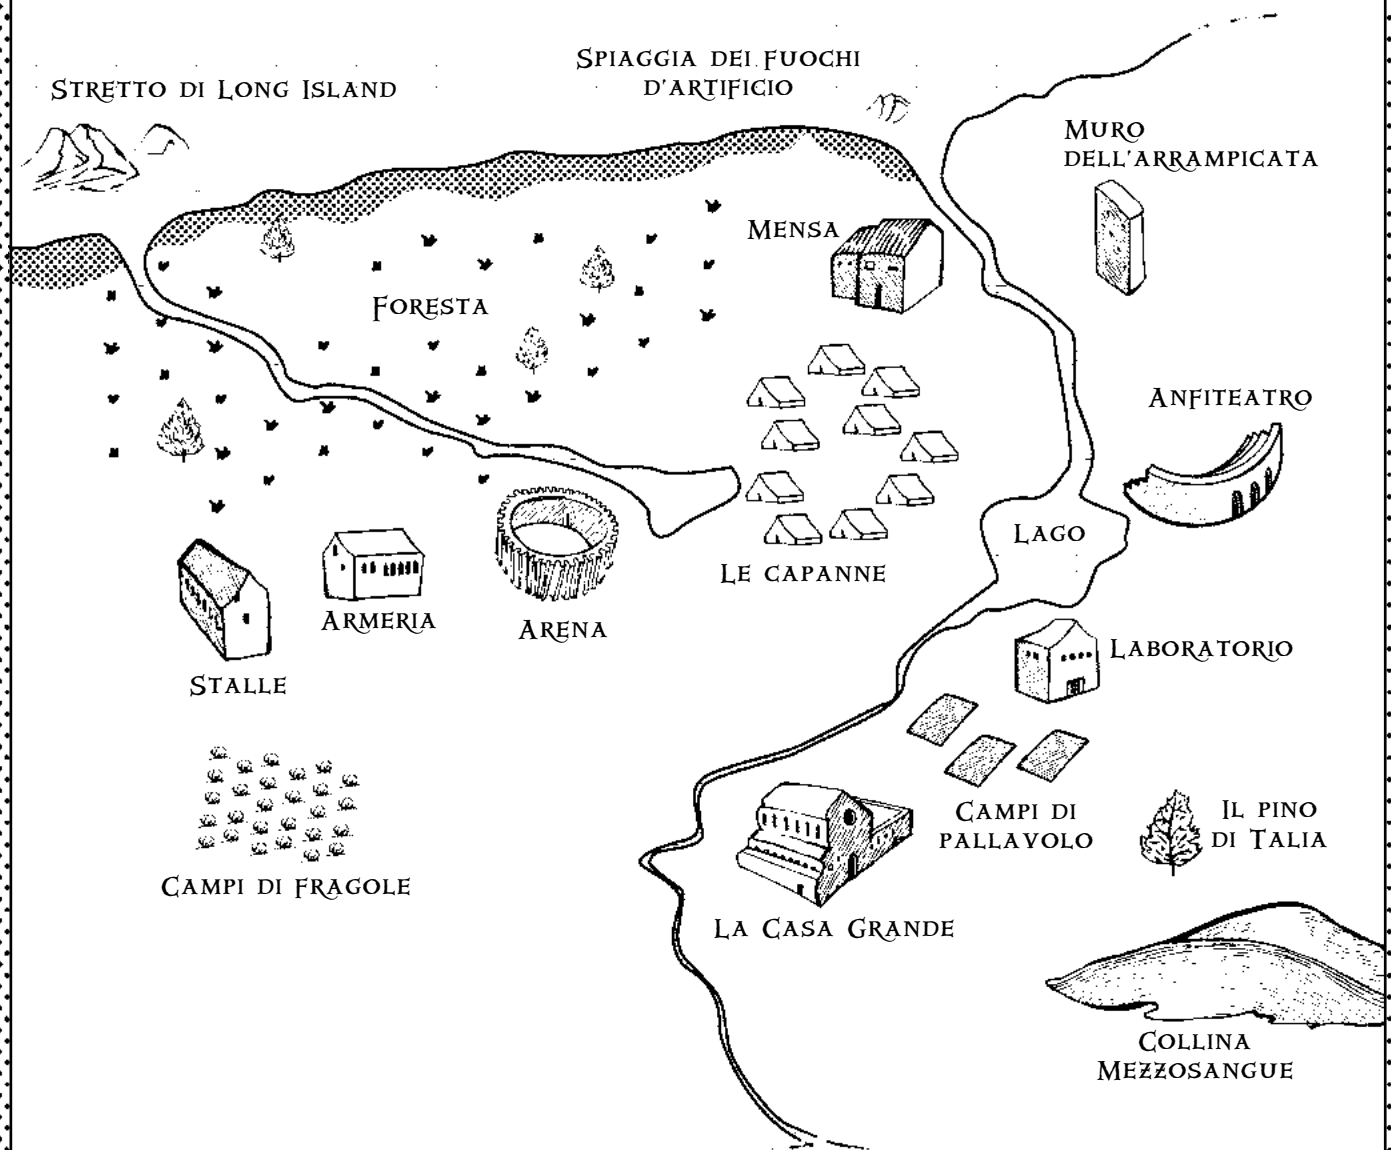 Stretto di Long Island
Spiaggia dei fuochi
d'artificio
Muro
dell'arrampicata
Mensa
Foresta
Anfiteatro
Lago
Le capanne
Armeria
Arena
Laboratorio
Stalle
Campi di
pallavolo
Il pino
di Talia
Campi di fragole
La Casa Grande
Collina
Mezzosangue